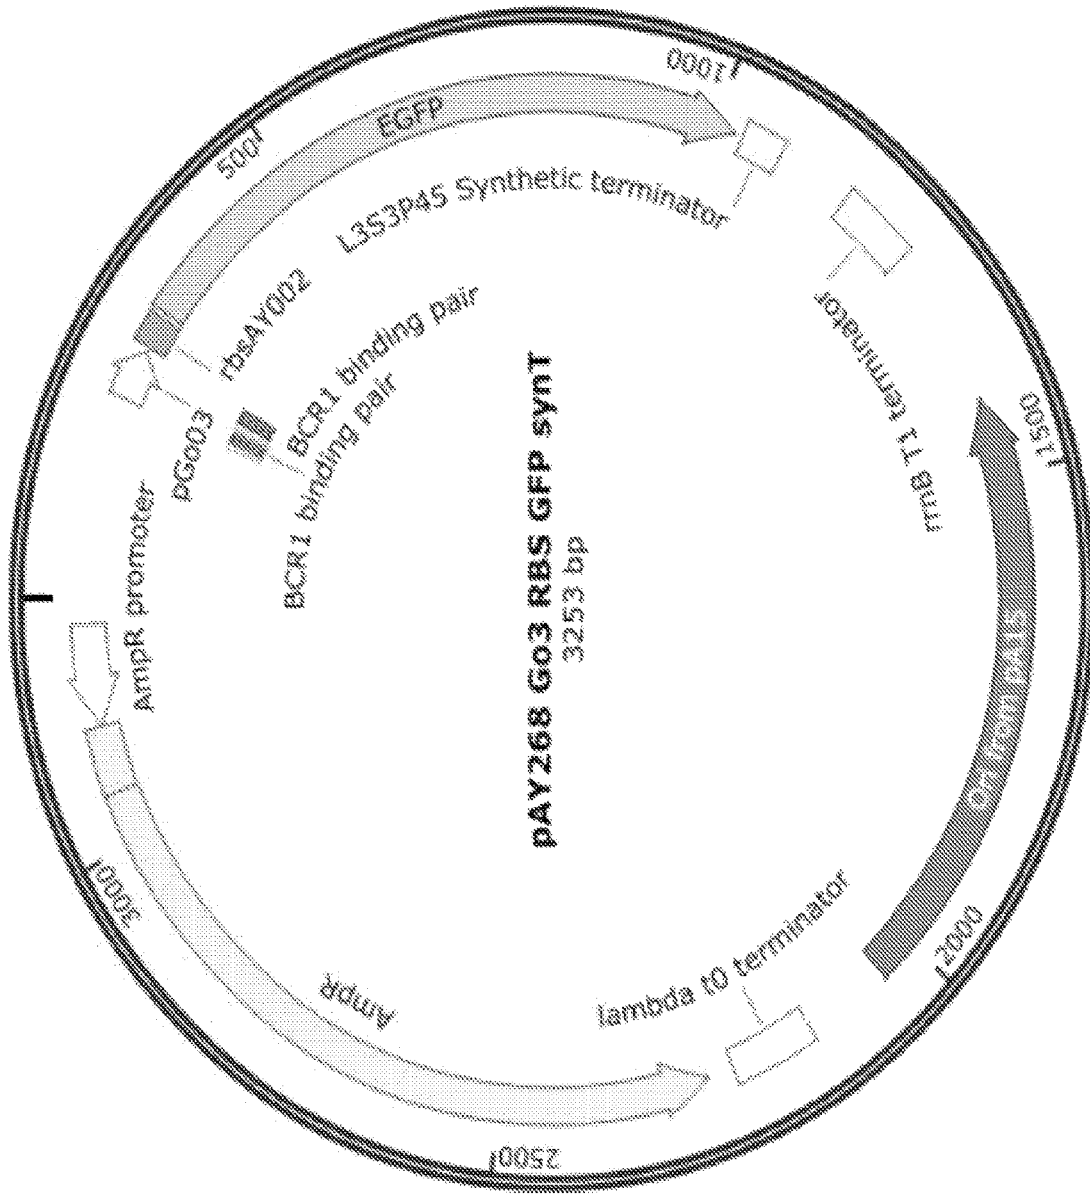 pAY268 Go3 RBS GFP synT
3253 bp
pGo03
rbsAY002
BCR1 binding pair
BCR1 binding pair
500
EGFP
1000
L3S3P45 Synthetic terminator
rrnB T1 terminator
1500
Ori from p41S
2000
lambda t0 terminator
2500
AmpR
3000
AmpR promoter